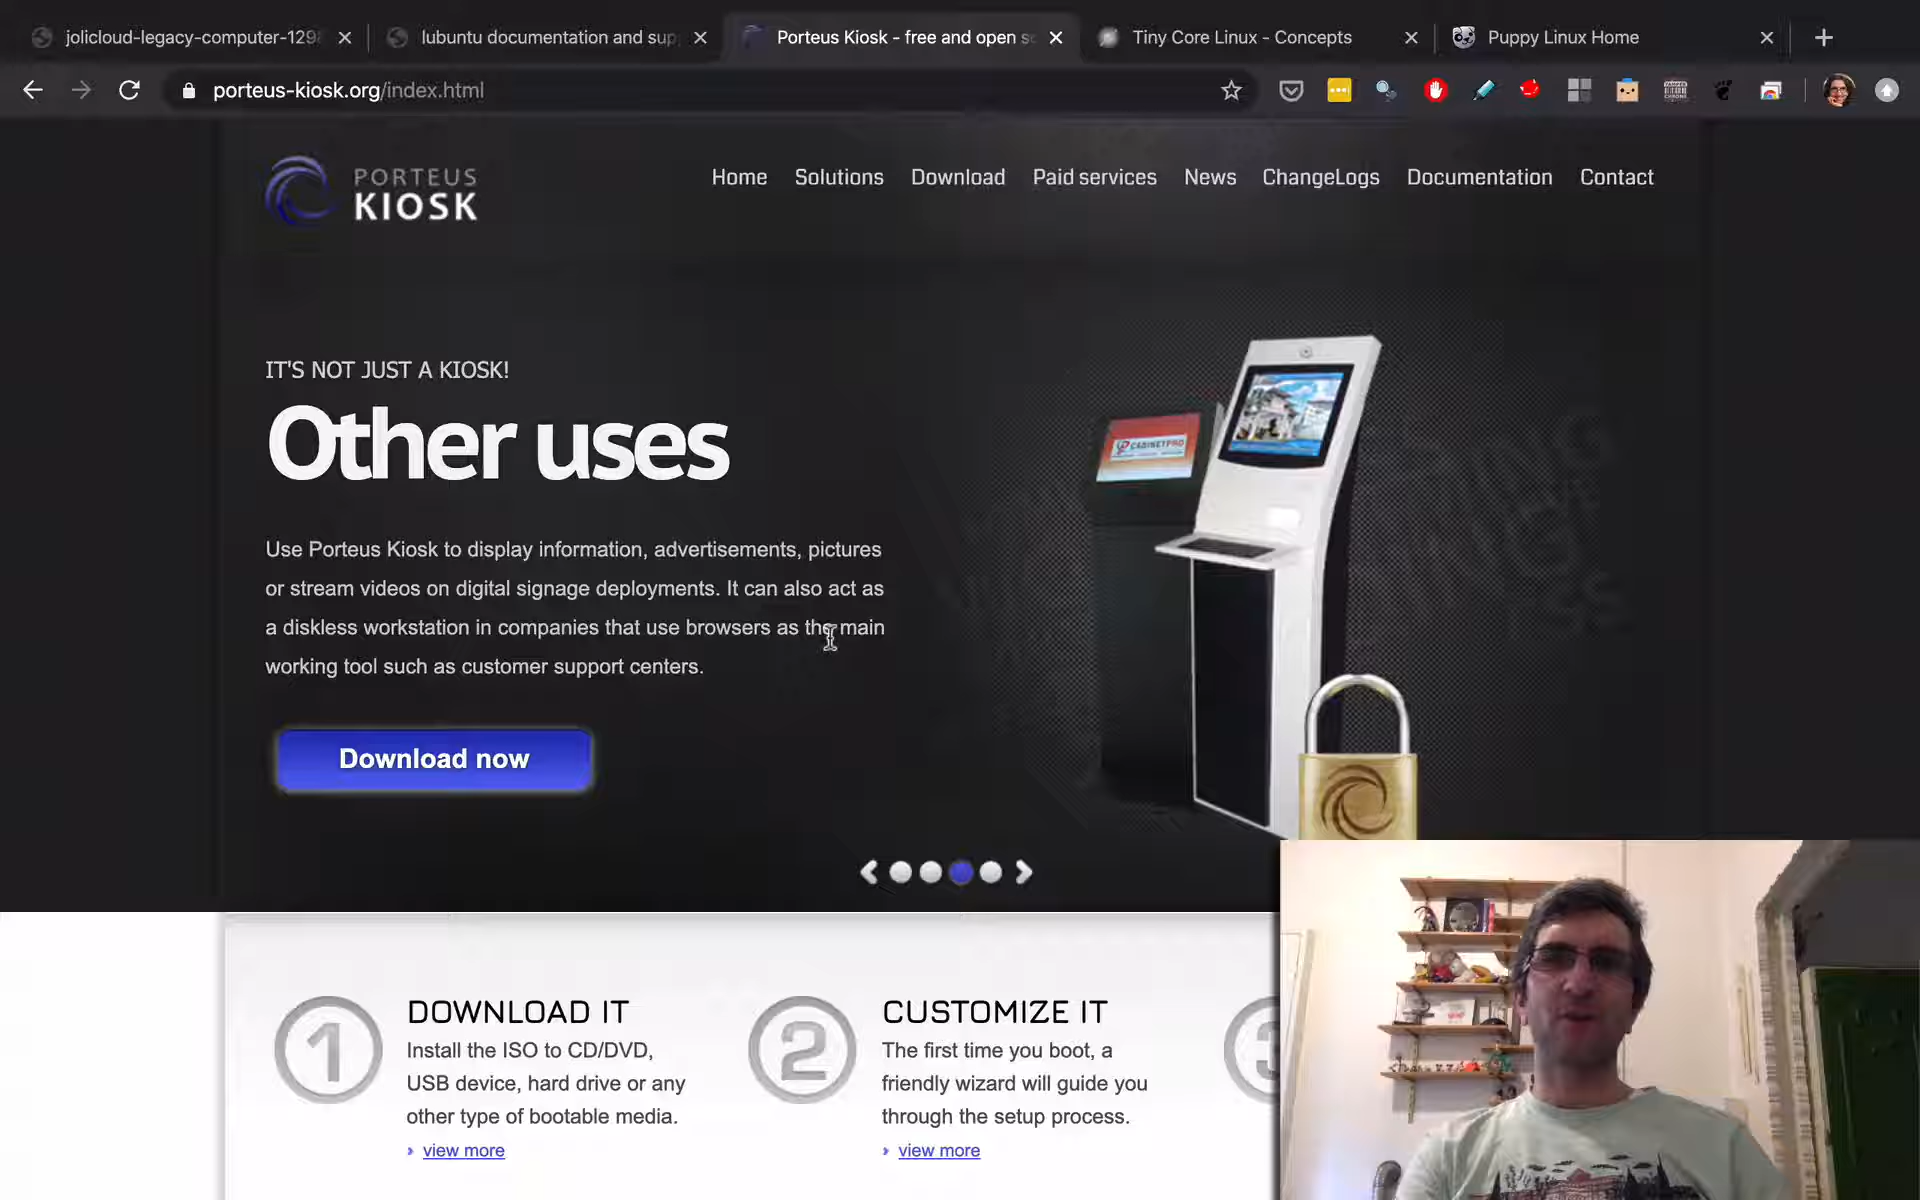 jolicloud-legacy-computer-129
lubuntu documentation and sup
Porteus Kiosk - free and open s
Tiny Core Linux - Concepts
Puppy Linux Home
porteus-kiosk.org/index.html
PORTEUS
KIOSK
Home
Solutions
Download
Paid services
News
ChangeLogs
Documentation
Contact
IT'S NOT JUST A KIOSK!
Other uses
Use Porteus Kiosk to display information, advertisements, pictures
or stream videos on digital signage deployments. It can also act as
a diskless workstation in companies that use browsers as the main
working tool such as customer support centers.
Download now
CABINETPRO
1
DOWNLOAD IT
Install the ISO to CD/DVD,
USB device, hard drive or any
other type of bootable media.
view more
2
CUSTOMIZE IT
The first time you boot, a
friendly wizard will guide you
through the setup process.
view more
3